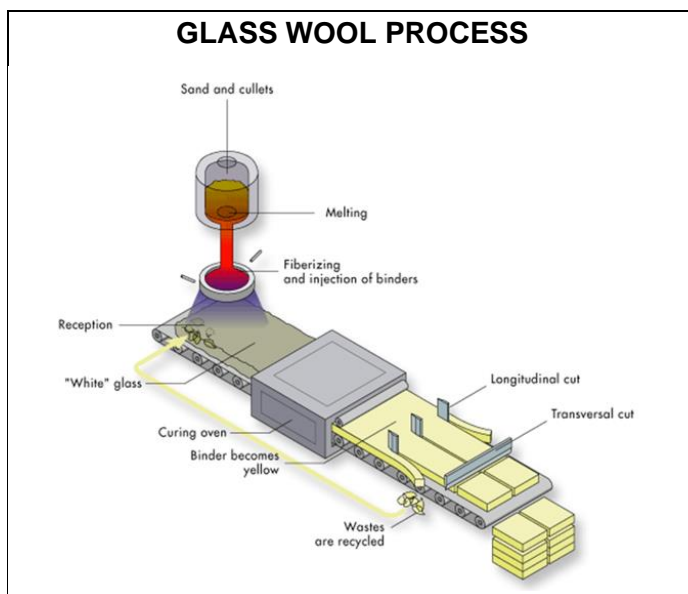 GLASS WOOL PROCESS
Sand and cullets
Melting
Fiberizing
and injection of binders
Reception
"White" glass
Longitudinal cut
Transversal cut
Curing oven
Binder becomes
yellow
Wastes
are recycled